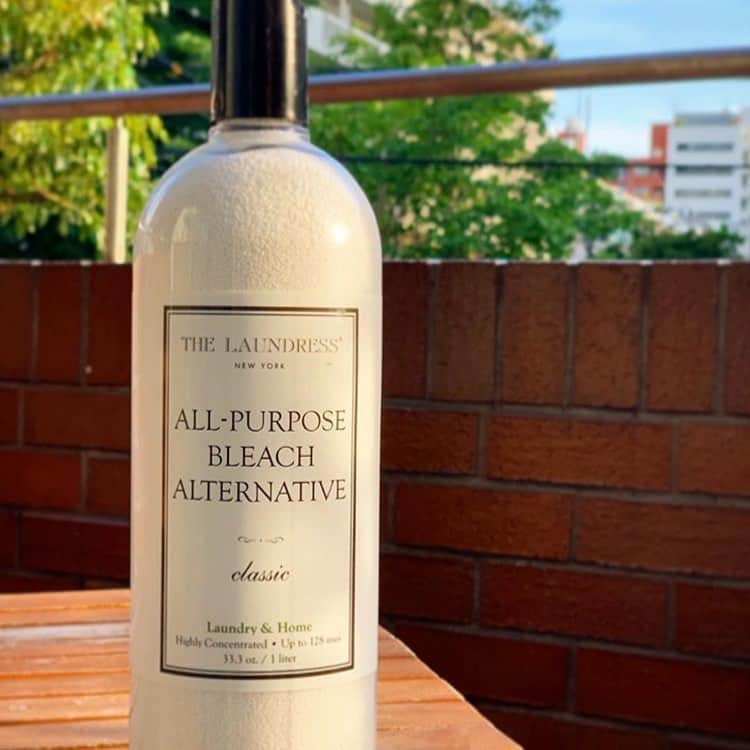 THE LAUNDRESS®
NEW YORK
ALL-PURPOSE
BLEACH
ALTERNATIVE
classic
Laundry & Home
Highly Concentrated • Up to 128 uses
33.3 oz. / 1 liter